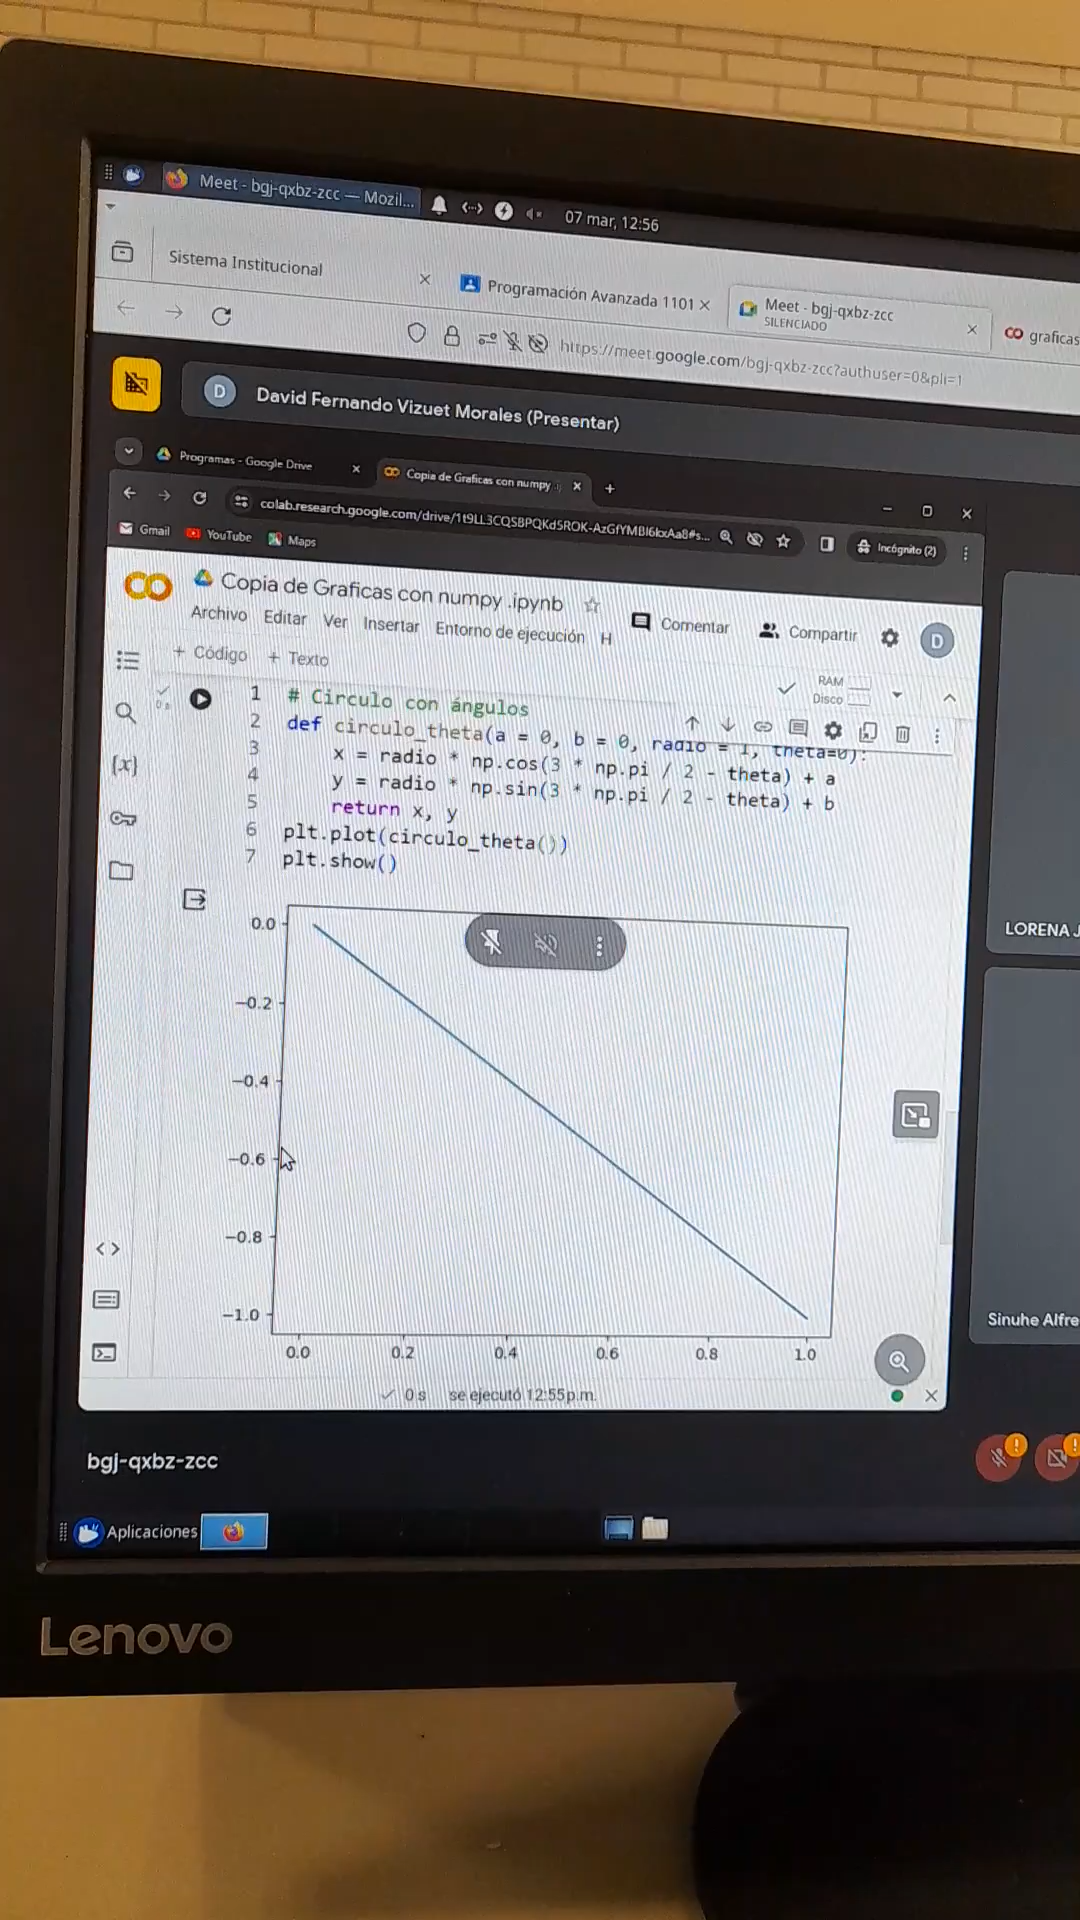 Meet - bgj-qxbz-zcc — Mozil...
07 mar, 12:56
Sistema Institucional
Programación Avanzada 1101
Meet - bgj-qxbz-zcc
SILENCIADO
graficas
https://meet.google.com/bgj-qxbz-zcc?authuser=0&pli=1
D
David Fernando Vizuet Morales (Presentar)
Programas - Google Drive
Copia de Graficas con numpy .i
colab.research.google.com/drive/
Incógnito (2)
Gmail
YouTube
Maps
Copia de Graficas con numpy .ipynb
Archivo Editar Ver Insertar Entorno de ejecución H
Comentar
Compartir
D
+ Código + Texto
RAM
Disco
0 s
1 # Circulo con ángulos
2 def circulo_theta(a = 0, b = 0, radio = 1, theta=0):
3 x = radio * np.cos(3 * np.pi / 2 - theta) + a
4 y = radio * np.sin(3 * np.pi / 2 - theta) + b
5 return x, y
6 plt.plot(circulo_theta())
7 plt.show()
{x}
0.0
−0.2
−0.4
−0.6
−0.8
−1.0
0.0 0.2 0.4 0.6 0.8 1.0
0 s se ejecutó 12:55p.m.
LORENA J
Sinuhe Alfre
bgj-qxbz-zcc
Aplicaciones
Lenovo